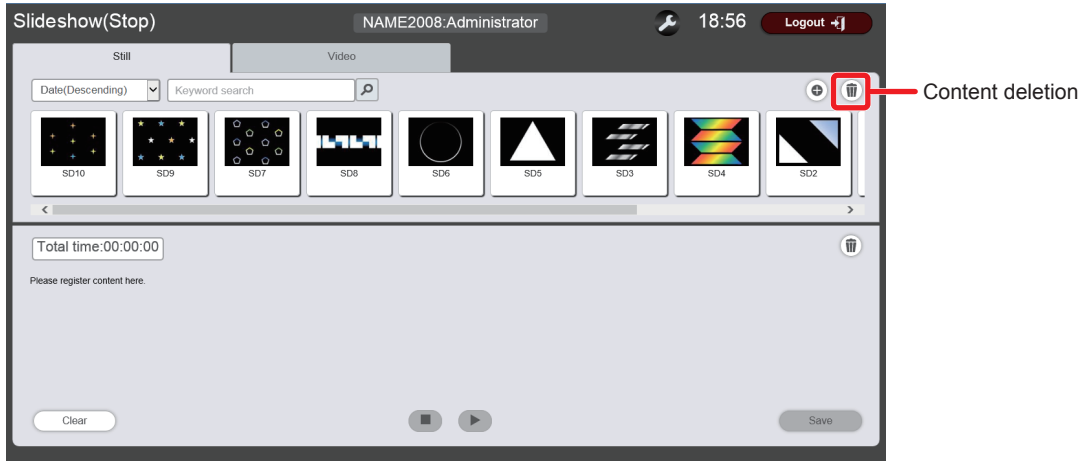 Slideshow(Stop) NAME2008:Administrator 18:56 Logout
Still Video
Date(Descending) Keyword search
Content deletion
SD10 SD9 SD7 SD8 SD6 SD5 SD3 SD4 SD2
Total time:00:00:00
Please register content here.
Clear Save